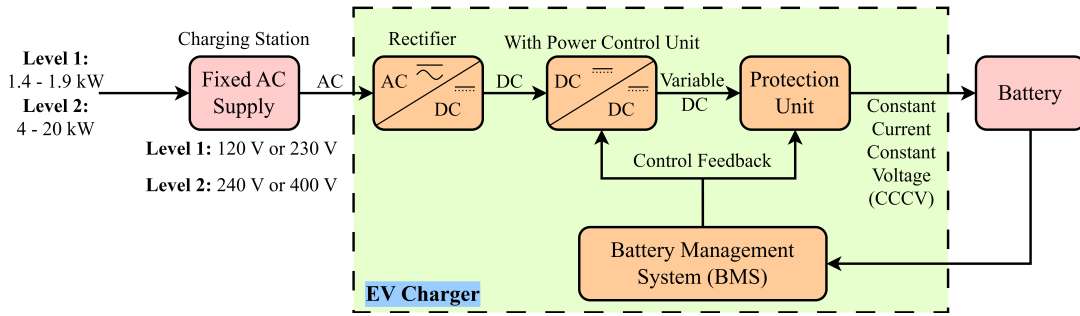 Level 1:
1.4 - 1.9 kW
Level 2:
4 - 20 kW
Charging Station
Fixed AC
Supply
Level 1: 120 V or 230 V
Level 2: 240 V or 400 V
AC
Rectifier
AC
DC
DC
With Power Control Unit
DC
DC
Variable
DC
Protection
Unit
Constant
Current
Constant
Voltage
(CCCV)
Battery
Control Feedback
Battery Management
System (BMS)
EV Charger